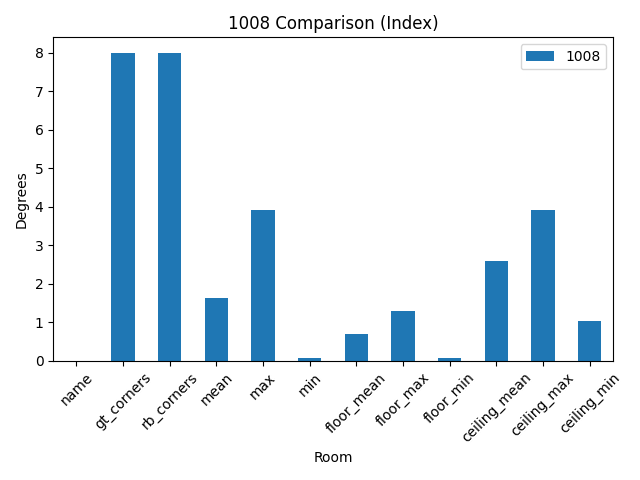 1008 Comparison (Index)
1008
Degrees
8
7
6
5
4
3
2
1
0
name
gt_corners
rb_corners
mean
max
min
floor_mean
floor_max
floor_min
ceiling_mean
ceiling_max
ceiling_min
Room